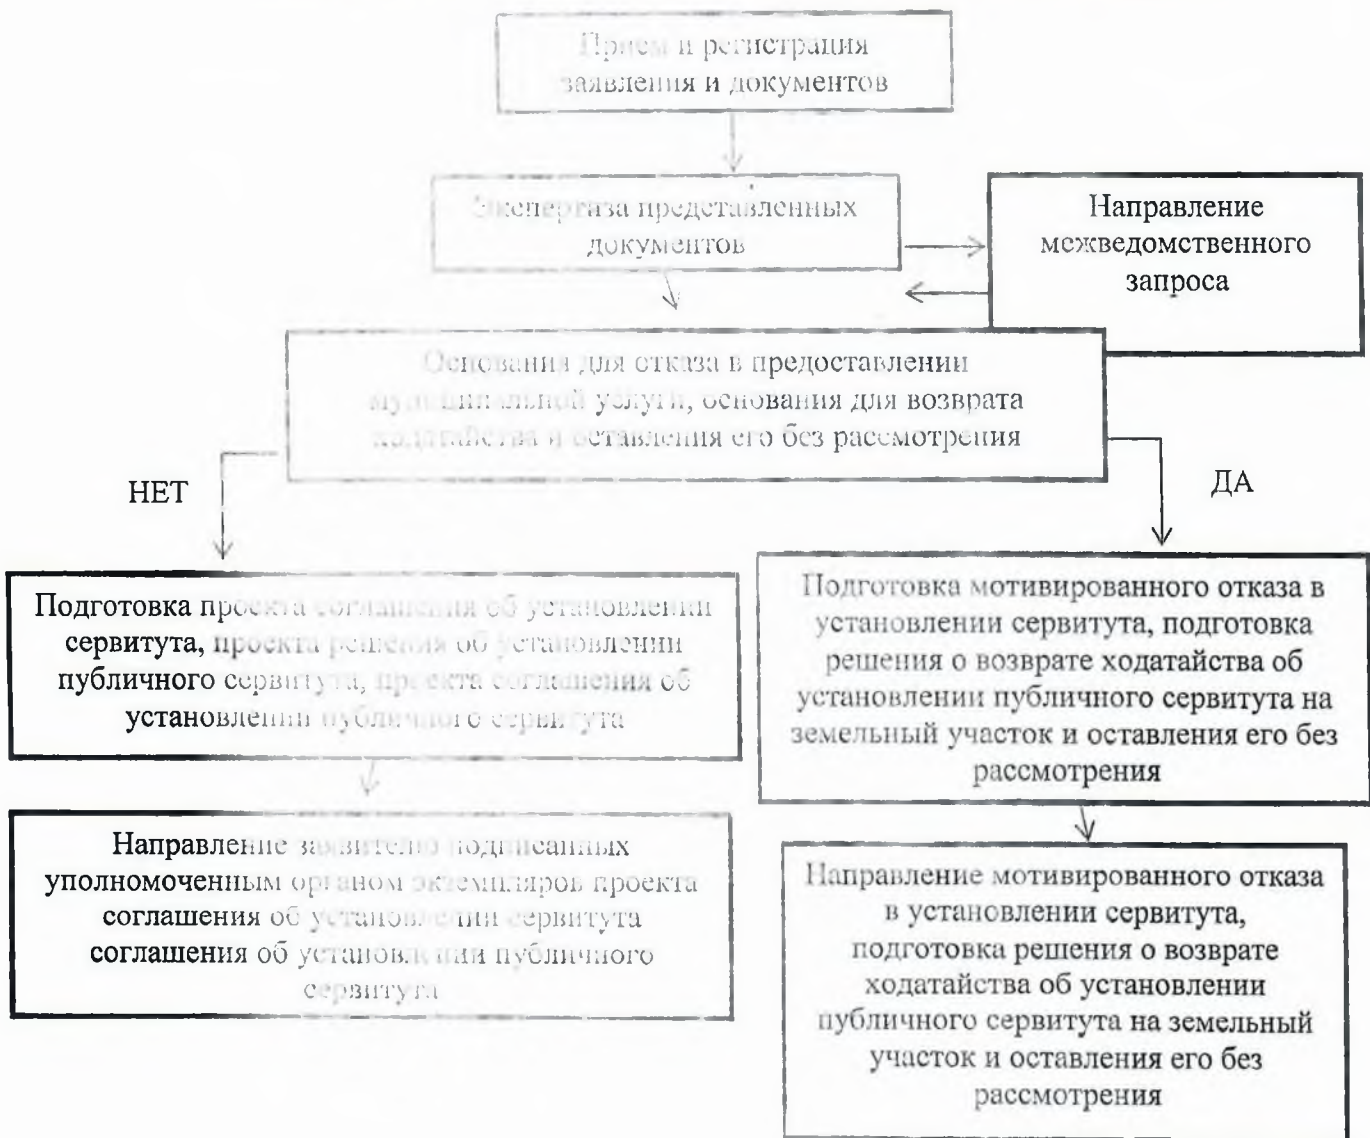 Прием и регистрация
заявления и документов
Экспертиза представленных
документов
Направление
межведомственного
запроса
Основания для отказа в предоставлении
муниципальной услуги, основания для возврата
ходатайства и оставления его без рассмотрения
НЕТ
ДА
Подготовка проекта соглашения об установлении
сервитута, проекта решения об установлении
публичного сервитута, проекта соглашения об
установлении публичного сервитута
Подготовка мотивированного отказа в
установлении сервитута, подготовка
решения о возврате ходатайства об
установлении публичного сервитута на
земельный участок и оставления его без
рассмотрения
Направление заявителю подписанных
уполномоченным органом экземпляров проекта
соглашения об установлении сервитута
соглашения об установлении публичного
сервитута
Направление мотивированного отказа
в установлении сервитута,
подготовка решения о возврате
ходатайства об установлении
публичного сервитута на земельный
участок и оставления его без
рассмотрения